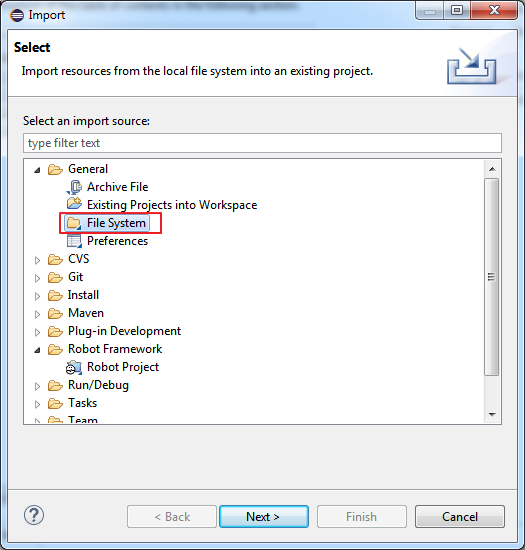 Import
Select
Import resources from the local file system into an existing project.
Select an import source:
type filter text
General
Archive File
Existing Projects into Workspace
File System
Preferences
CVS
Git
Install
Maven
Plug-in Development
Robot Framework
Robot Project
Run/Debug
Tasks
Team
?
< Back
Next >
Finish
Cancel